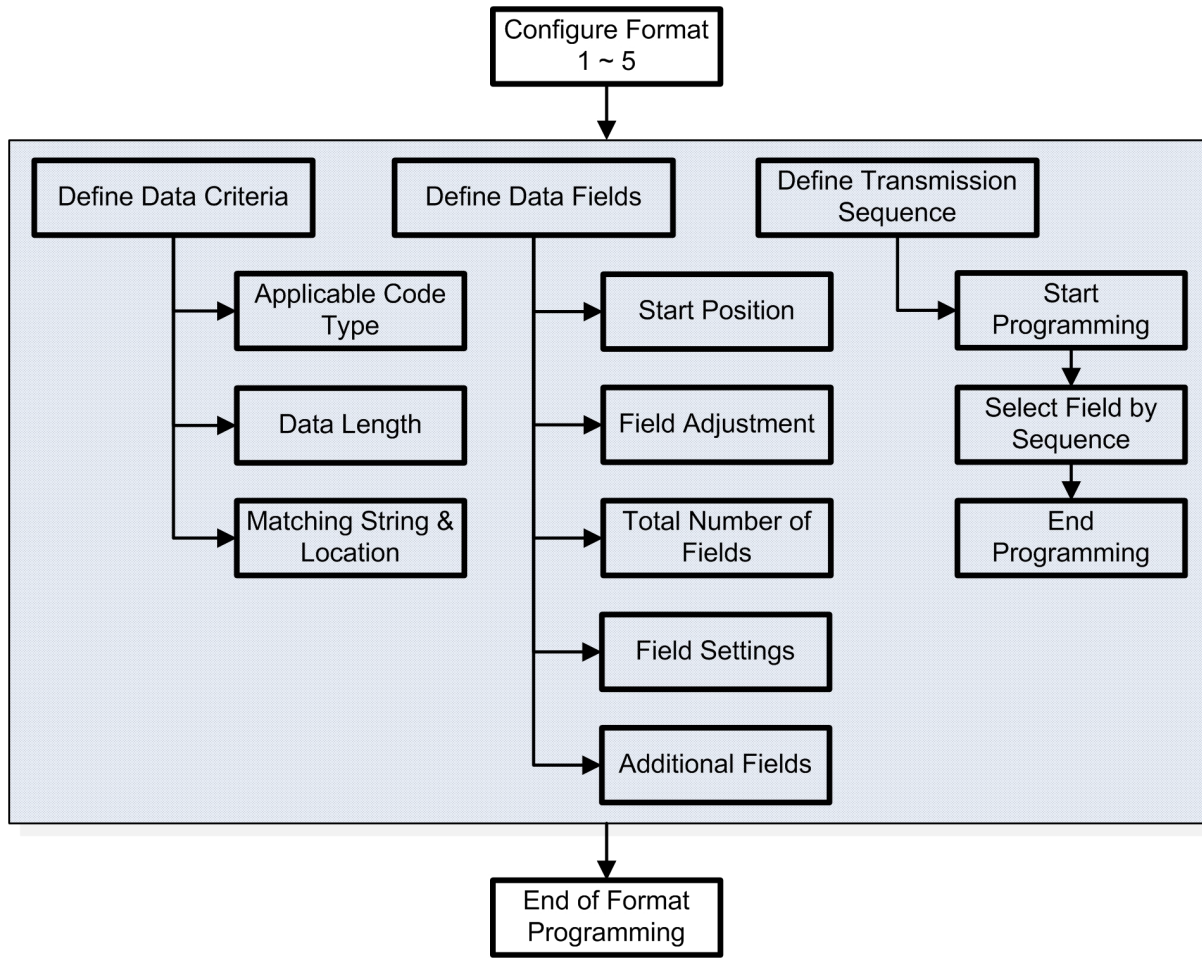 Configure Format
1 ~ 5
Define Data Criteria
Applicable Code
Type
Data Length
Matching String &
Location
Define Data Fields
Start Position
Field Adjustment
Total Number of
Fields
Field Settings
Additional Fields
Define Transmission
Sequence
Start
Programming
Select Field by
Sequence
End
Programming
End of Format
Programming